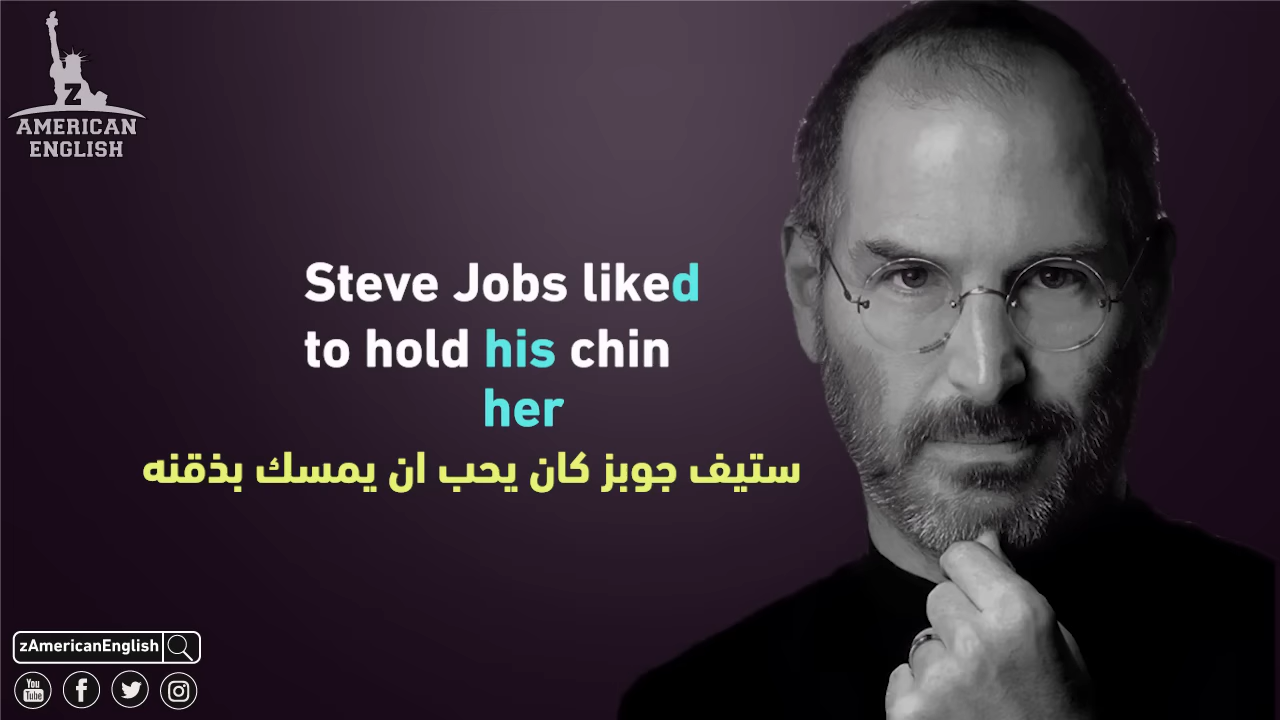 Z
AMERICAN
ENGLISH
Steve Jobs liked
to hold his chin
her
ستيف جوبز كان يحب ان يمسك بذقنه
zAmericanEnglish
You
Tube